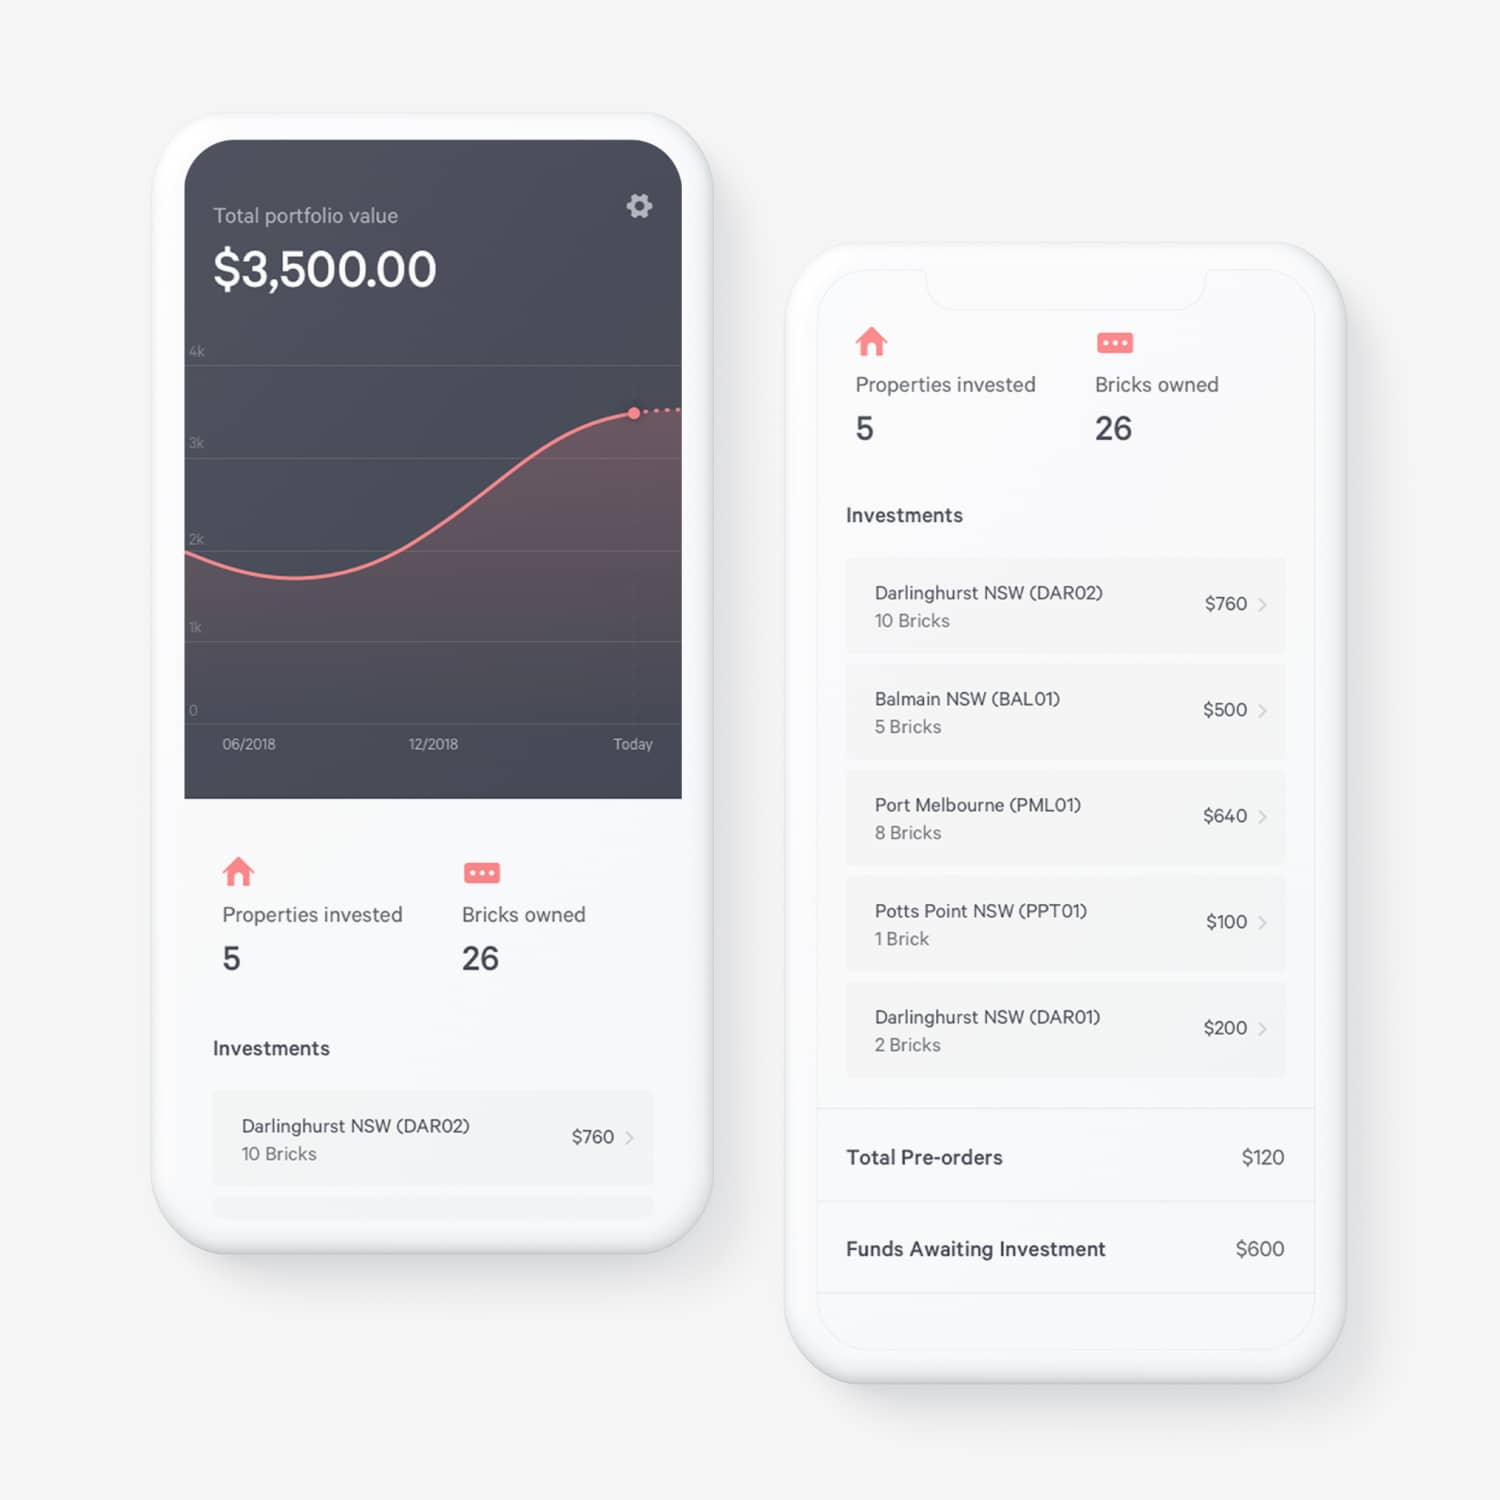 Total portfolio value
$3,500.00
4k
3k
2k
1k
0
06/2018 12/2018 Today
Properties invested
5
Bricks owned
26
Investments
Darlinghurst NSW (DAR02)
10 Bricks
$760
Properties invested
5
Bricks owned
26
Investments
Darlinghurst NSW (DAR02)
10 Bricks
$760
Balmain NSW (BAL01)
5 Bricks
$500
Port Melbourne (PML01)
8 Bricks
$640
Potts Point NSW (PPT01)
1 Brick
$100
Darlinghurst NSW (DAR01)
2 Bricks
$200
Total Pre-orders $120
Funds Awaiting Investment $600